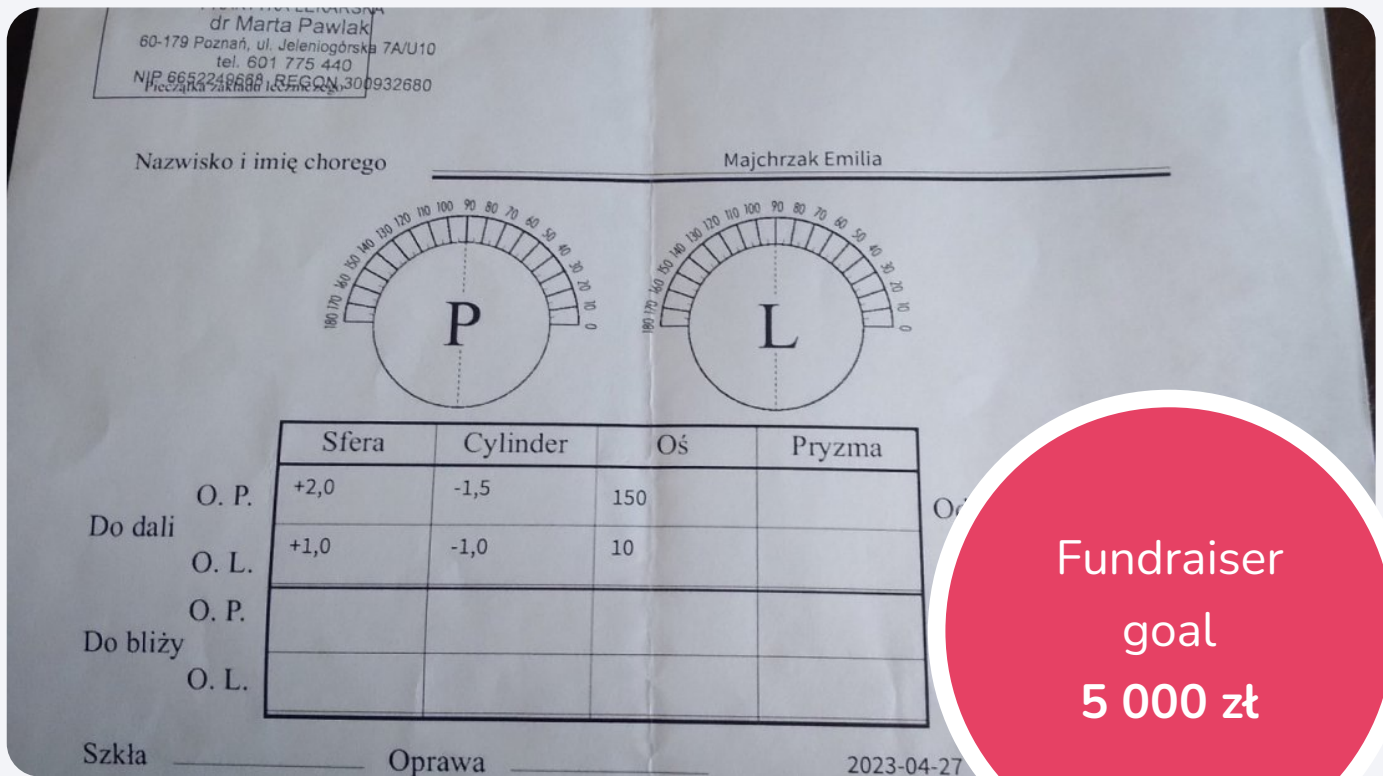 dr Marta Pawlak
60-179 Poznań, ul. Jeleniogórska 7A/U10
tel. 601 775 440
NIP 6652249668, REGON 300932680
Pieczątka zakładu leczniczego
Nazwisko i imię chorego Majchrzak Emilia
180 170 160 150 140 130 120 110 100 90 80 70 60 50 40 30 20 10 0
P
180 170 160 150 140 130 120 110 100 90 80 70 60 50 40 30 20 10 0
L
Sfera Cylinder Oś Pryzma
Do dali
O. P. +2,0 -1,5 150
O. L. +1,0 -1,0 10
Do bliży
O. P.
O. L.
Szkła Oprawa 2023-04-27
Fundraiser
goal
5 000 zł